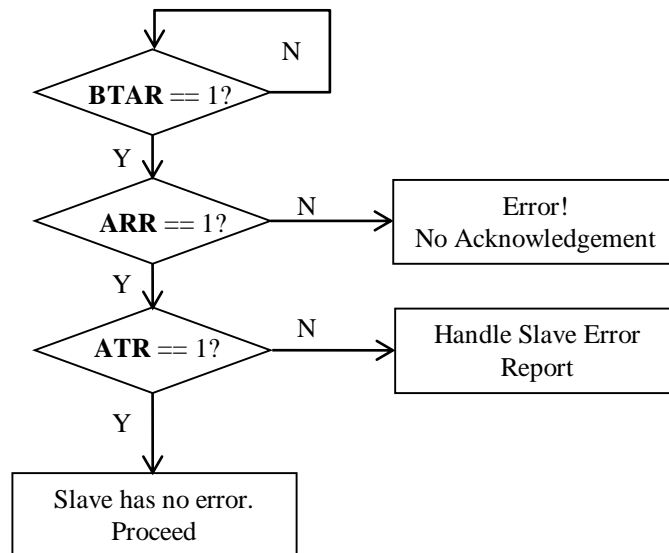 N
BTAR == 1?
Y
ARR == 1?
N
Error!
No Acknowledgement
Y
ATR == 1?
N
Handle Slave Error
Report
Y
Slave has no error.
Proceed